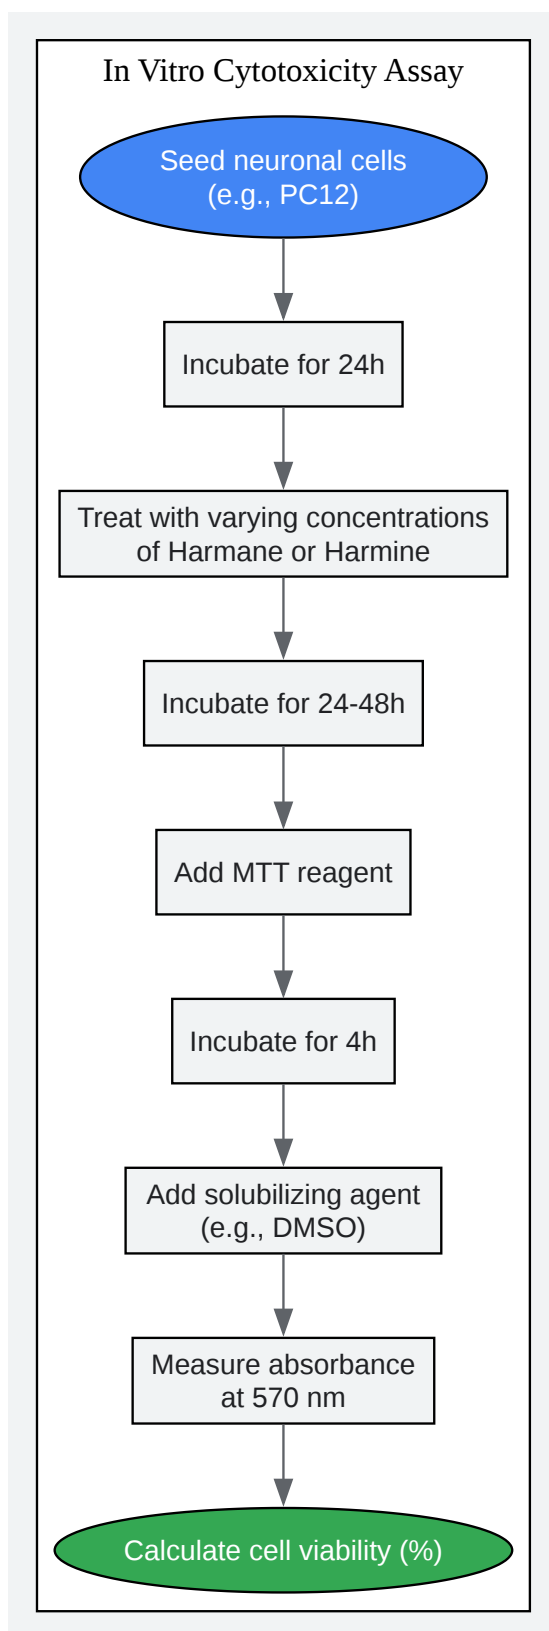 In Vitro Cytotoxicity Assay
Seed neuronal cells
(e.g., PC12)
Incubate for 24h
Treat with varying concentrations
of Harmane or Harmine
Incubate for 24-48h
Add MTT reagent
Incubate for 4h
Add solubilizing agent
(e.g., DMSO)
Measure absorbance
at 570 nm
Calculate cell viability (%)